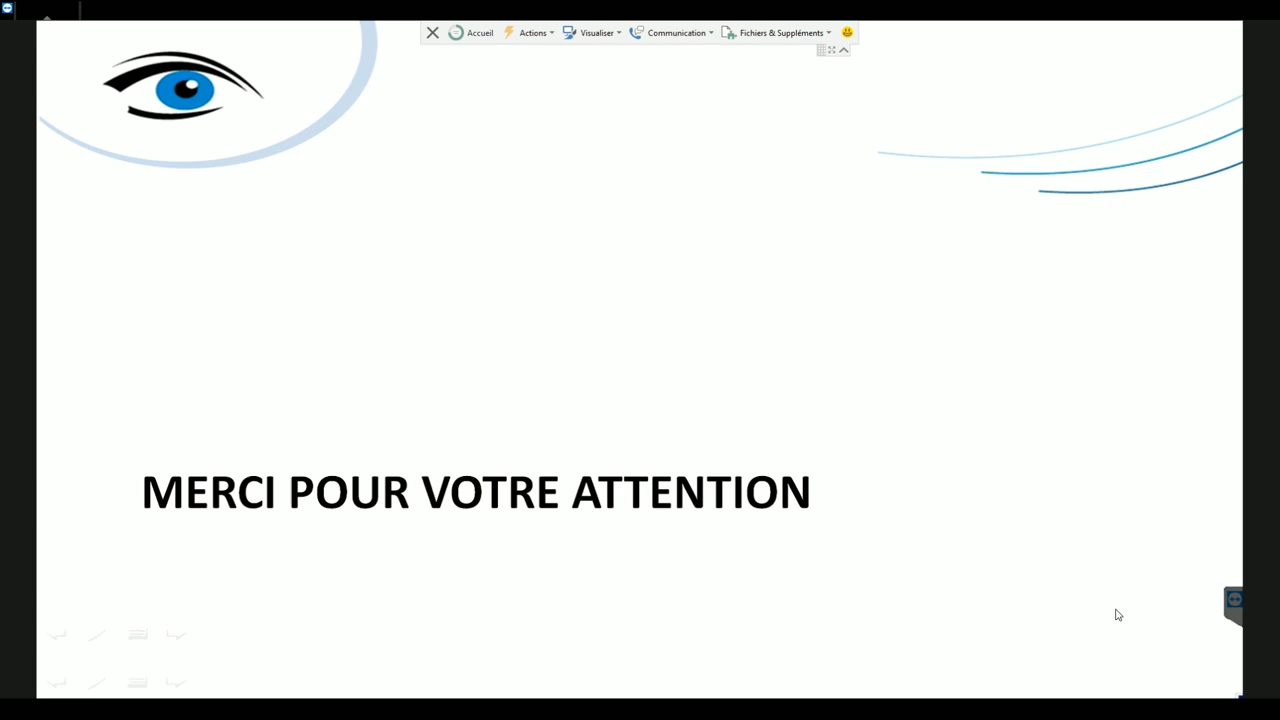 Accueil Actions Visualiser Communication Fichiers & Suppléments
MERCI POUR VOTRE ATTENTION